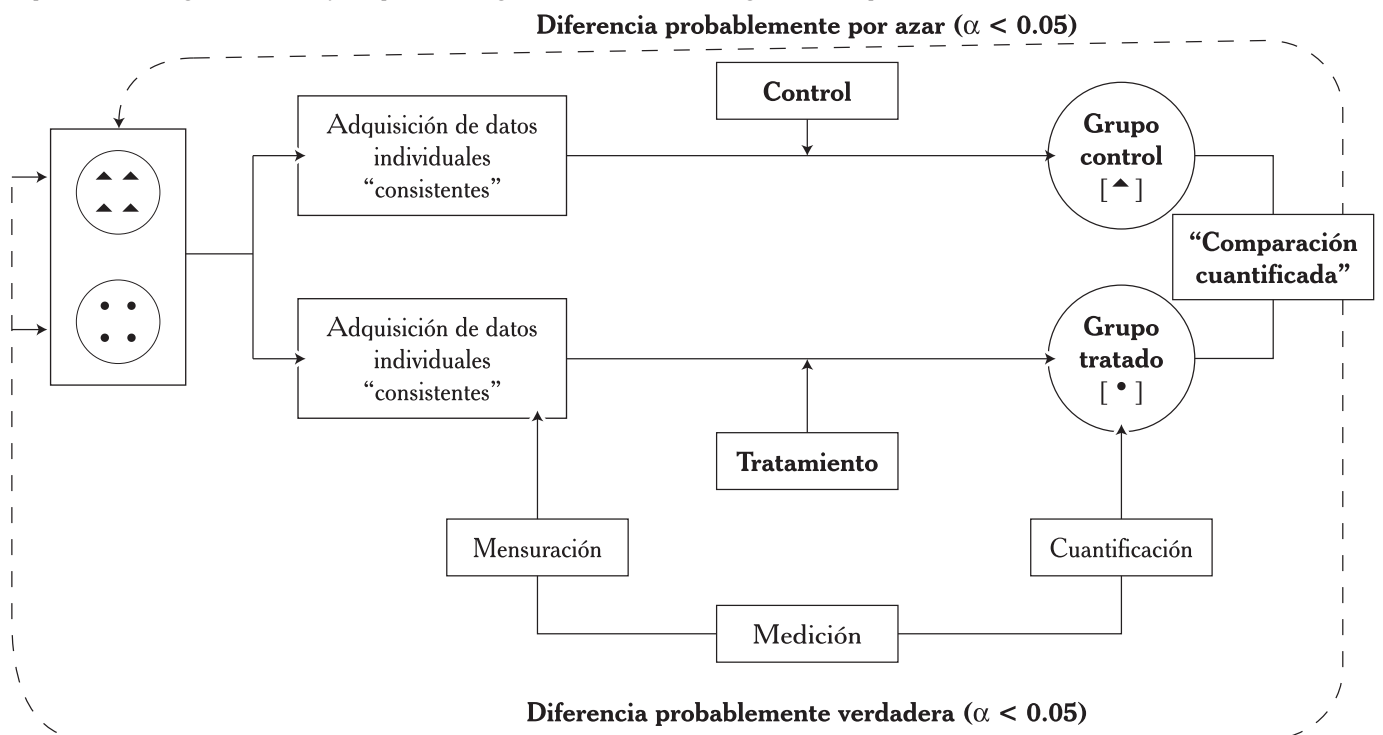 Diferencia probablemente por azar (α < 0.05)
Control
Adquisición de datos
individuales
“consistentes”
Grupo
control
[▲]
“Comparación
cuantificada”
Adquisición de datos
individuales
“consistentes”
Grupo
tratado
[•]
Tratamiento
Mensuración
Cuantificación
Medición
Diferencia probablemente verdadera (α < 0.05)